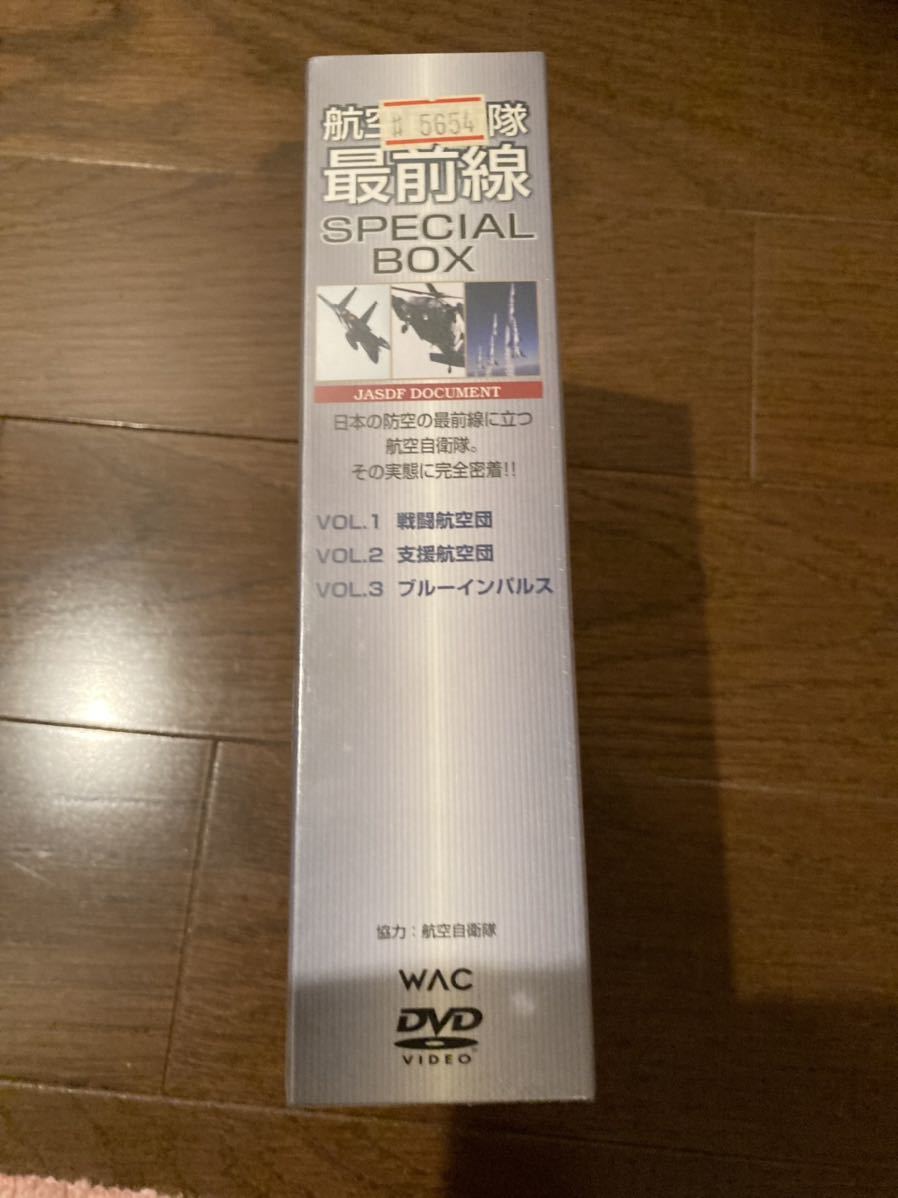 航空 隊
# 5654
最前線
SPECIAL
BOX
JASDF DOCUMENT
日本の防空の最前線に立つ
航空自衛隊。
その実態に完全密着!!
VOL.1 戦闘航空団
VOL.2 支援航空団
VOL.3 ブルーインパルス
協力:航空自衛隊
WAC
DVD
VIDEO